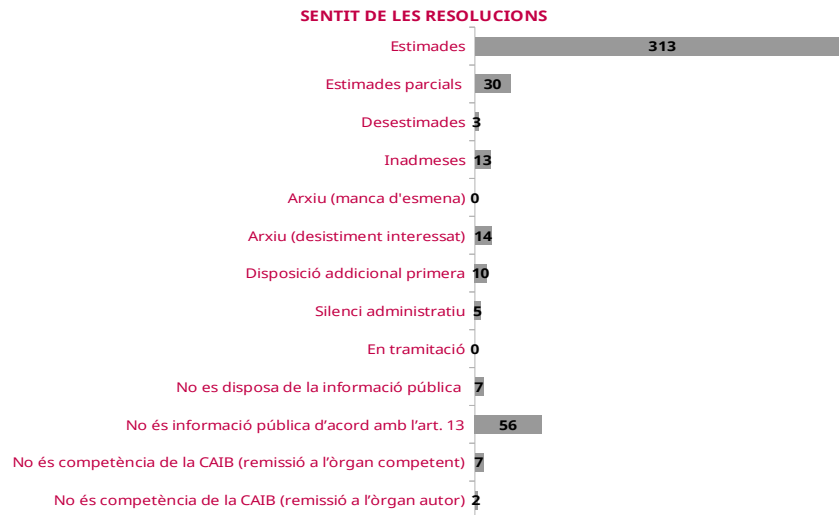 SENTIT DE LES RESOLUCIONS
Estimades 313
Estimades parcials 30
Desestimades 3
Inadmeses 13
Arxiu (manca d'esmena) 0
Arxiu (desistiment interessat) 14
Disposició addicional primera 10
Silenci administratiu 5
En tramitació 0
No es disposa de la informació pública 7
No és informació pública d’acord amb l’art. 13 56
No és competència de la CAIB (remissió a l’òrgan competent) 7
No és competència de la CAIB (remissió a l’òrgan autor) 2